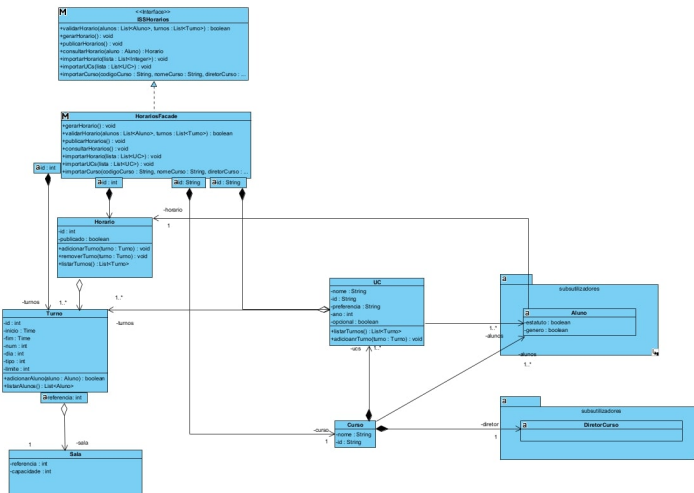 <<Interface>>
ISSHorarios
+validarHorario(alunos : List<Aluno>, turnos : List<Turno>) : boolean
+gerarHorario() : void
+publicarHorarios() : void
+consultarHorario(aluno : Aluno) : Horario
+importarHorario(lista : List<Integer>) : void
+importarUCs(lista : List<UC>) : void
+importarCurso(codigoCurso : String, nomeCurso : String, diretorCurso : ...
HorariosFacade
+gerarHorario() : void
+validarHorario(alunos : List<Aluno>, turnos : List<Turno>) : boolean
+publicarHorarios() : void
+consultarHorarios() : void
+importarHorario(lista : List<UC>) : void
+importarUCs(lista : List<UC>) : void
+importarCurso(codigoCurso : String, nomeCurso : String, diretorCurso : ...
id : int
id : int
id : String
id : String
-horario
1
Horario
-id : int
-publicado : boolean
+adicionarTurno(turno : Turno) : void
+removerTurno(turno : Turno) : void
+listarTurnos() : List<Turno>
-turnos
1..*
1..*
-turnos
Turno
-id : int
-inicio : Time
-fim : Time
-num : int
-dia : int
-tipo : int
-limite : int
+adicionarAluno(aluno : Aluno) : boolean
+listarAlunos() : List<Aluno>
referencia : int
1
-sala
Sala
-referencia : int
-capacidade : int
UC
-nome : String
-id : String
-preferencia : String
-ano : int
-opcional : boolean
+listarTurnos() : List<Turno>
+adicioanrTurno(turno : Turno) : void
-ucs
1..*
subsutilizadores
Aluno
-estatuto : boolean
-genero : boolean
1..*
-alunos
-alunos
1..*
-curso
1
Curso
-nome : String
-id : String
-diretor
1
subsutilizadores
DiretorCurso